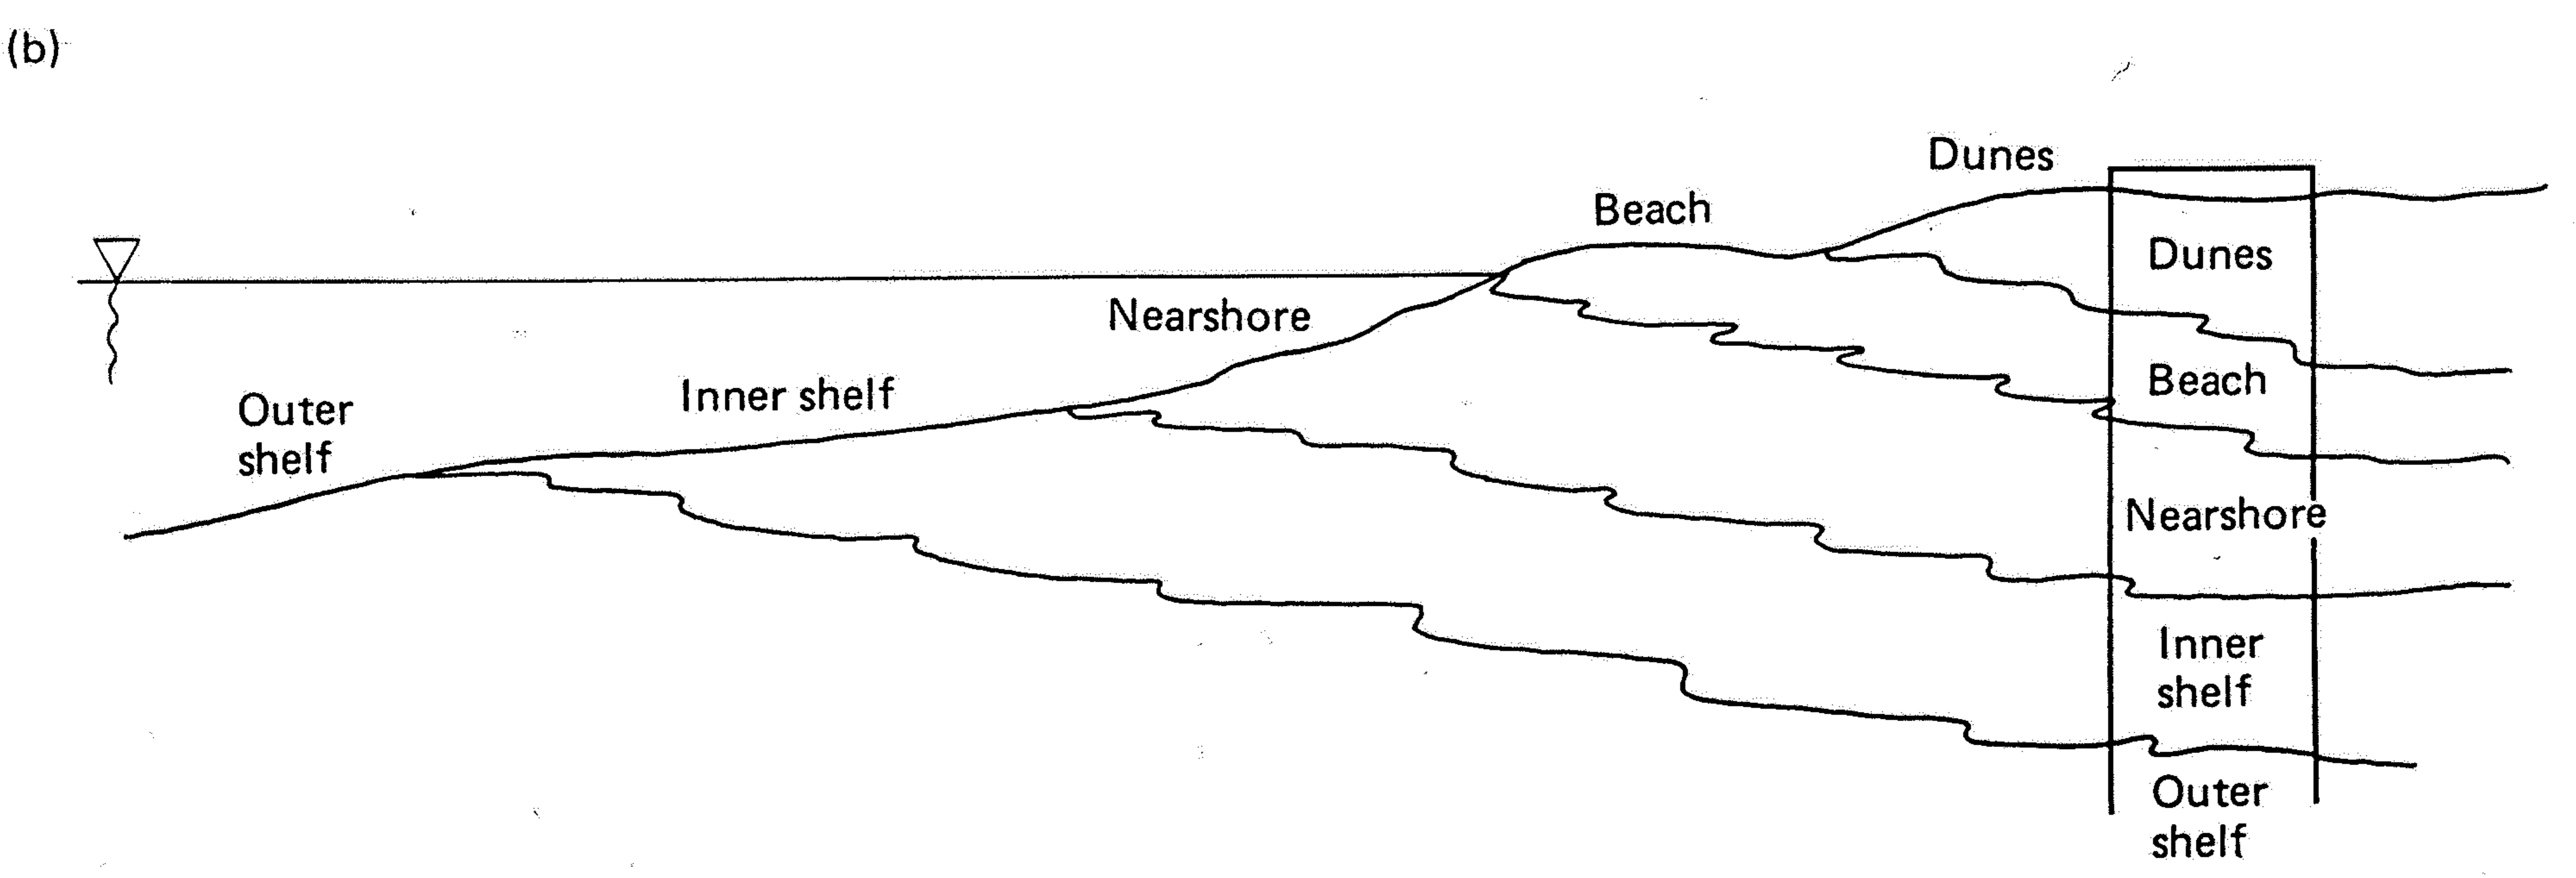 (b)
Dunes
Beach
Dunes
Nearshore
Beach
Inner shelf
Outer
shelf
Nearshore
Inner
shelf
Outer
shelf